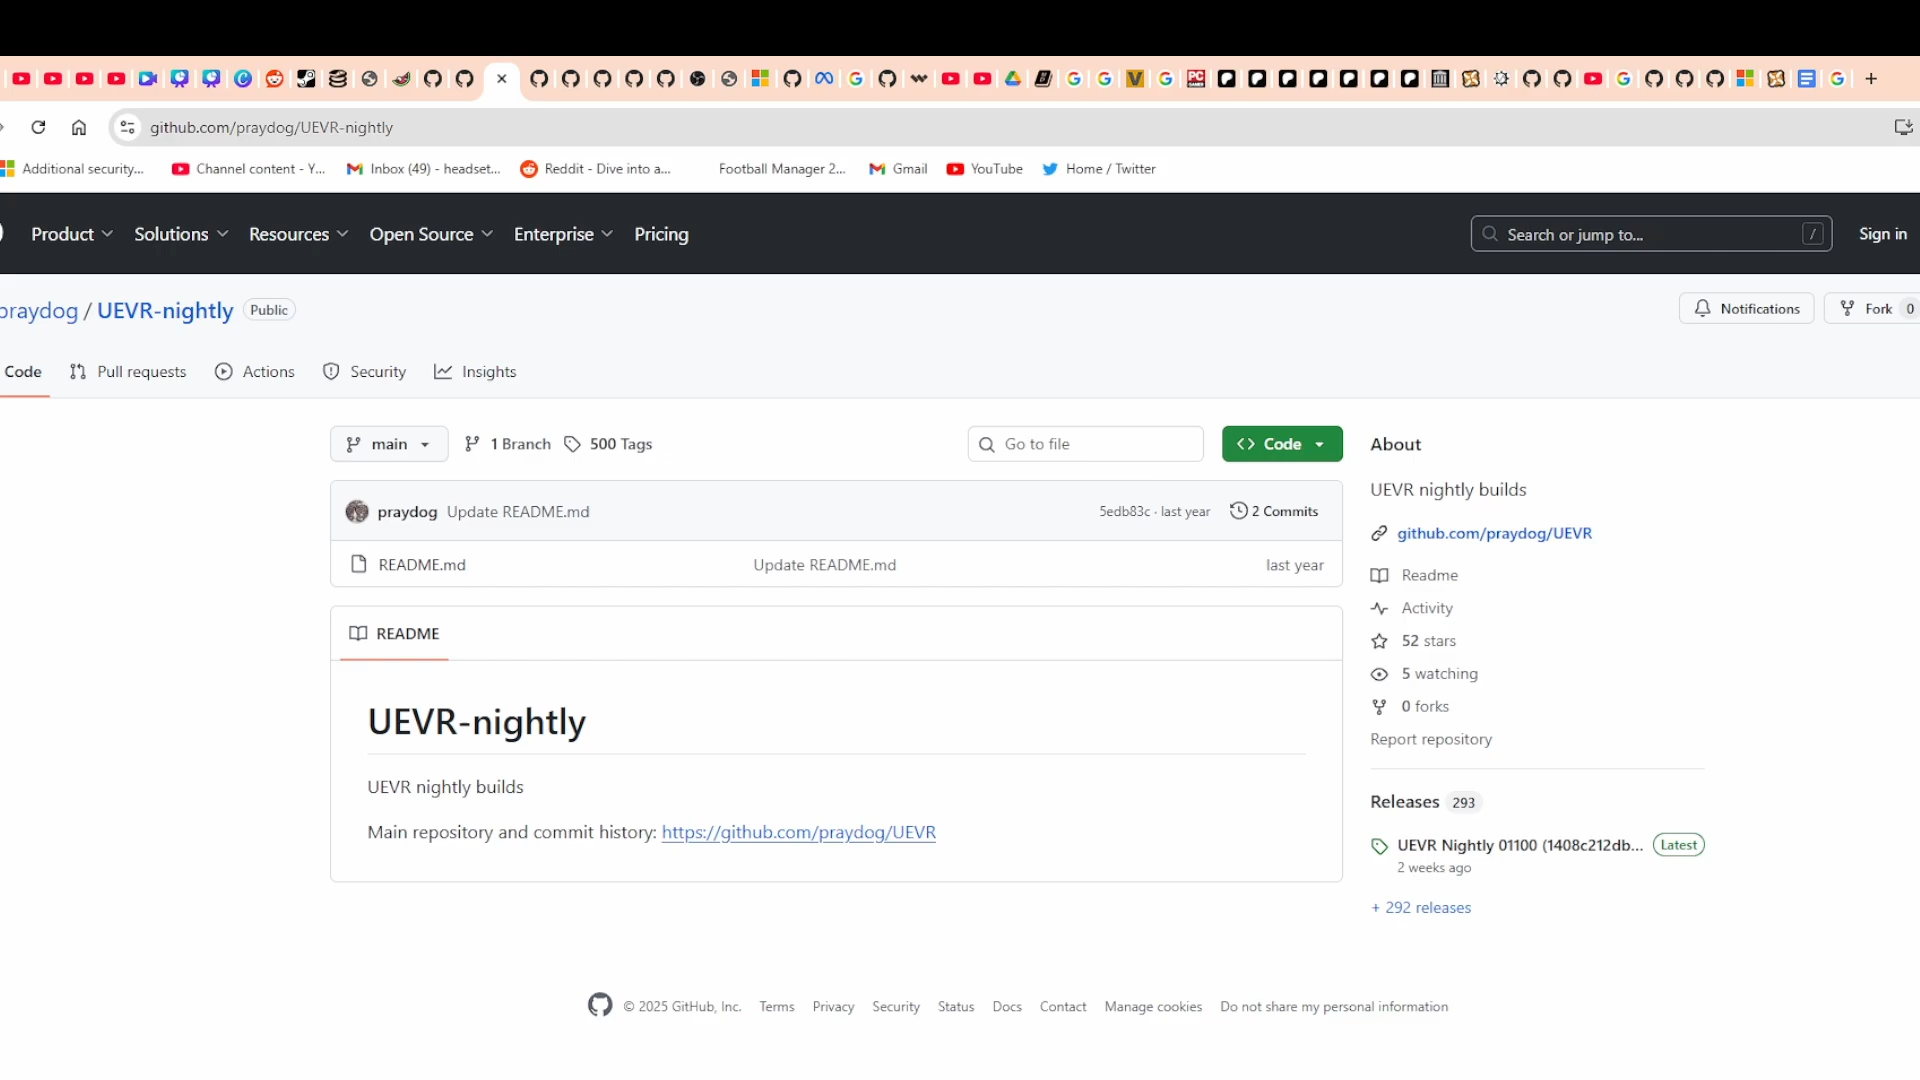 github.com/praydog/UEVR-nightly
Additional security... Channel content - Y... Inbox (49) - headset... Reddit - Dive into a... Football Manager 2... Gmail YouTube Home / Twitter
Product Solutions Resources Open Source Enterprise Pricing Search or jump to... / Sign in
praydog / UEVR-nightly Public Notifications Fork 0
Code Pull requests Actions Security Insights
main 1 Branch 500 Tags Go to file Code About
UEVR nightly builds
praydog Update README.md 5edb83c · last year 2 Commits
github.com/praydog/UEVR
README.md Update README.md last year
Readme
Activity
README
52 stars
5 watching
0 forks
UEVR-nightly
Report repository
UEVR nightly builds
Releases 293
Main repository and commit history: https://github.com/praydog/UEVR
UEVR Nightly 01100 (1408c212db... Latest
2 weeks ago
+ 292 releases
© 2025 GitHub, Inc. Terms Privacy Security Status Docs Contact Manage cookies Do not share my personal information